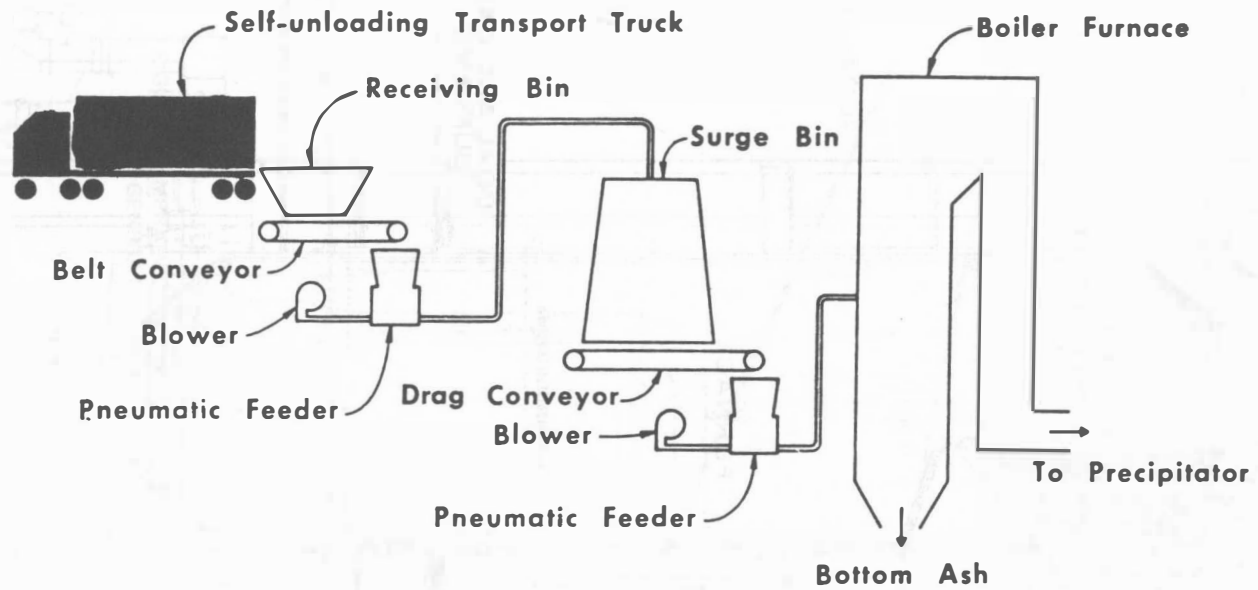 Self-unloading Transport Truck
Boiler Furnace
Receiving Bin
Surge Bin
Belt Conveyor
Blower
Pneumatic Feeder
Drag Conveyor
Blower
To Precipitator
Pneumatic Feeder
Bottom Ash